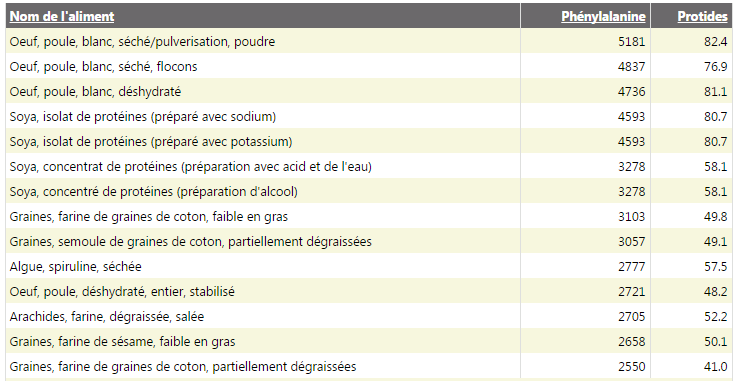 Nom de l'aliment Phénylalanine Protides
Oeuf, poule, blanc, séché/pulverisation, poudre 5181 82.4
Oeuf, poule, blanc, séché, flocons 4837 76.9
Oeuf, poule, blanc, déshydraté 4736 81.1
Soya, isolat de protéines (préparé avec sodium) 4593 80.7
Soya, isolat de protéines (préparé avec potassium) 4593 80.7
Soya, concentrat de protéines (préparation avec acid et de l'eau) 3278 58.1
Soya, concentré de protéines (préparation d'alcool) 3278 58.1
Graines, farine de graines de coton, faible en gras 3103 49.8
Graines, semoule de graines de coton, partiellement dégraissées 3057 49.1
Algue, spiruline, séchée 2777 57.5
Oeuf, poule, déshydraté, entier, stabilisé 2721 48.2
Arachides, farine, dégraissée, salée 2705 52.2
Graines, farine de sésame, faible en gras 2658 50.1
Graines, farine de graines de coton, partiellement dégraissées 2550 41.0